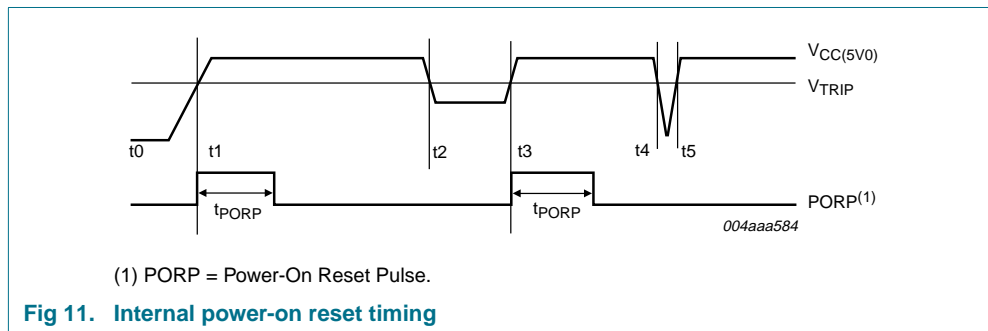 VCC(5V0)
VTRIP
t0 t1 t2 t3 t4 t5
tPORP tPORP
PORP(1)
004aaa584
(1) PORP = Power-On Reset Pulse.
Fig 11. Internal power-on reset timing